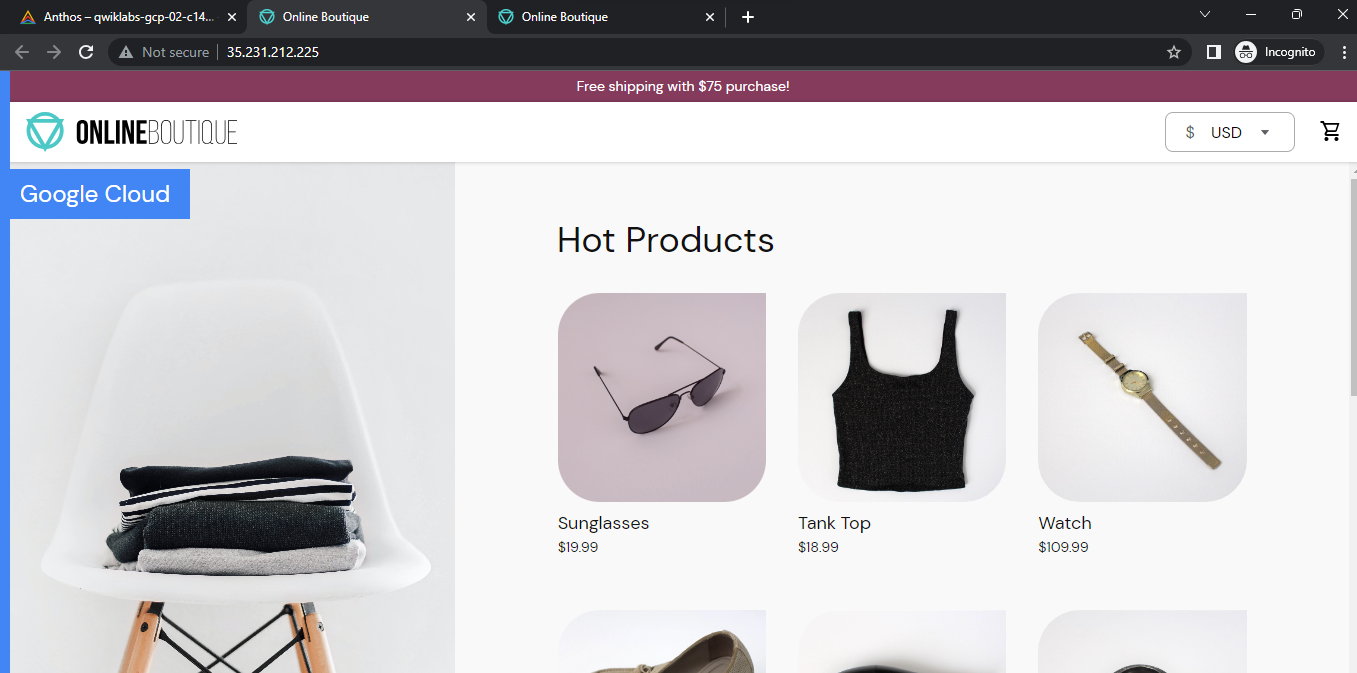 Anthos – qwiklabs-gcp-02-c14...
Online Boutique
Online Boutique
Not secure
35.231.212.225
Incognito
Free shipping with $75 purchase!
ONLINEBOUTIQUE
$ USD
Google Cloud
Hot Products
Sunglasses
$19.99
Tank Top
$18.99
Watch
$109.99